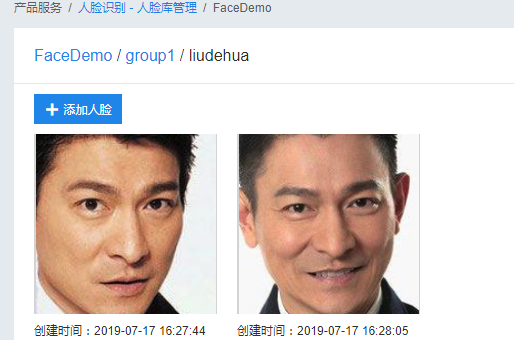 产品服务 / 人脸识别 - 人脸库管理 / FaceDemo
FaceDemo / group1 / liudehua
添加人脸
创建时间：2019-07-17 16:27:44
创建时间：2019-07-17 16:28:05